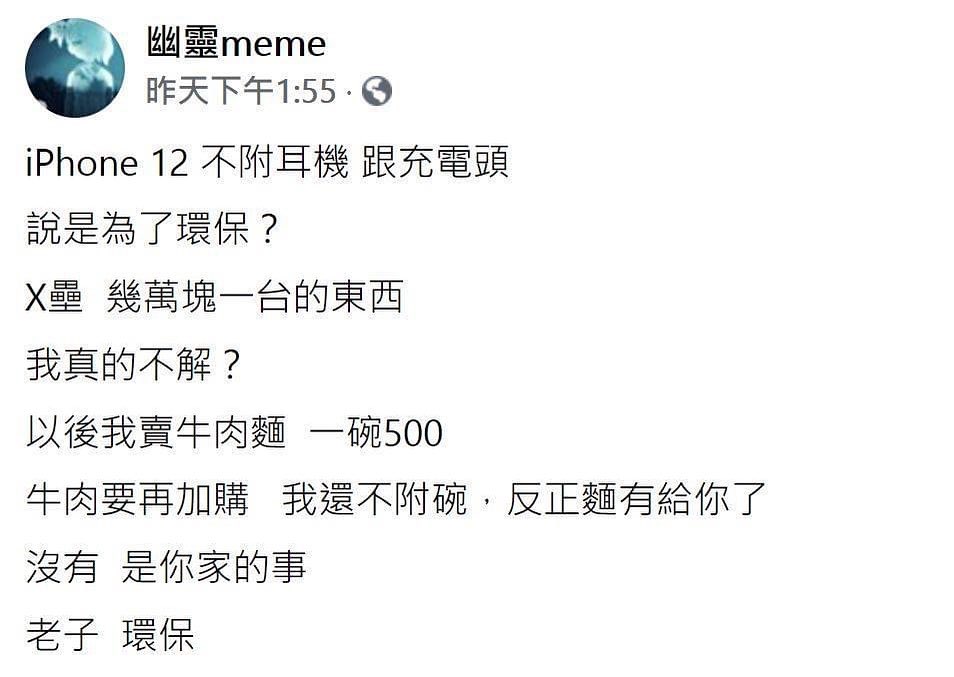 幽靈meme
昨天下午1:55 ·
iPhone 12 不附耳機 跟充電頭
說是為了環保？
X壘 幾萬塊一台的東西
我真的不解？
以後我賣牛肉麵 一碗500
牛肉要再加購 我還不附碗，反正麵有給你了
沒有 是你家的事
老子 環保